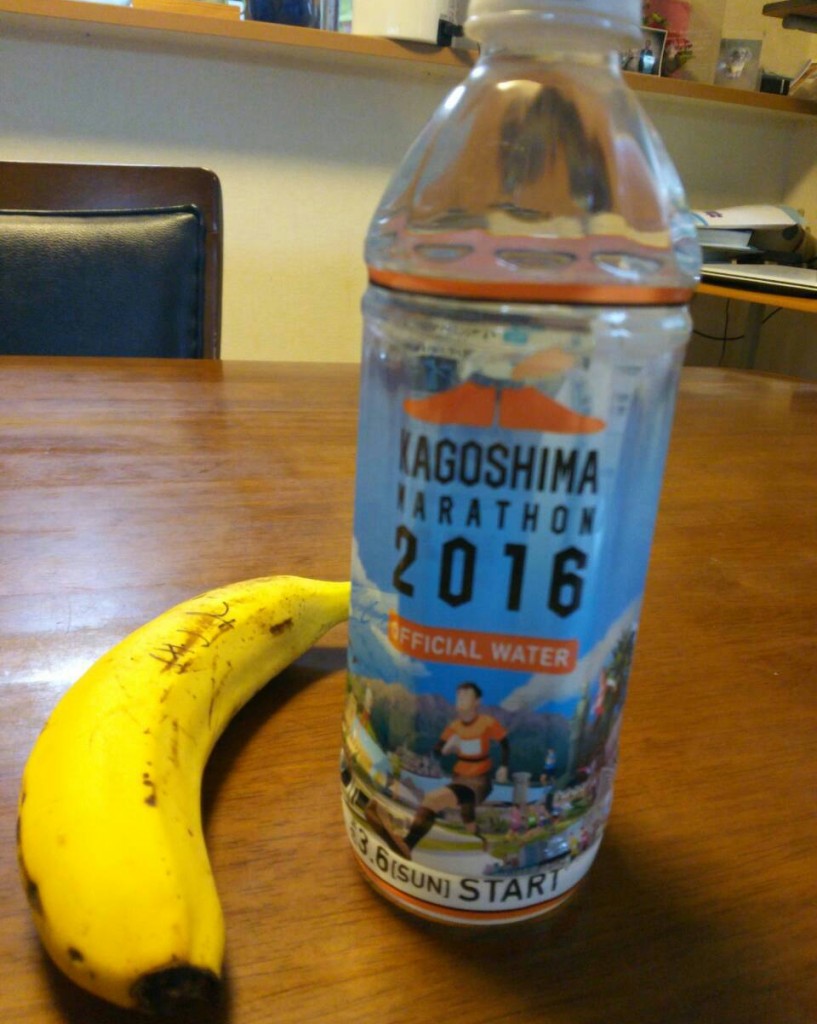 KAGOSHIMA
MARATHON
2016
OFFICIAL WATER
3.6 [SUN] START